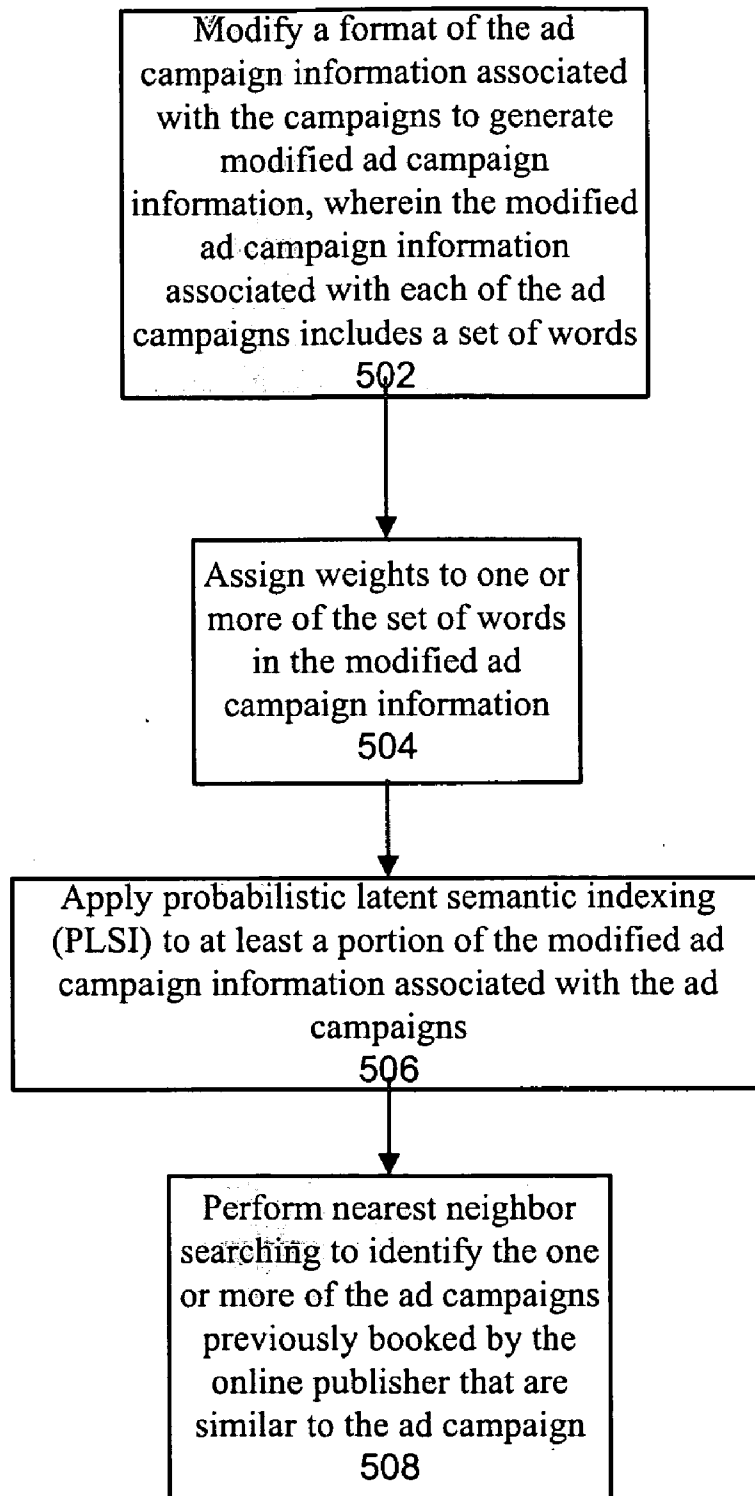 Modify a format of the ad
campaign information associated
with the campaigns to generate
modified ad campaign
information, wherein the modified
ad campaign information
associated with each of the ad
campaigns includes a set of words
502
Assign weights to one or
more of the set of words
in the modified ad
campaign information
504
Apply probabilistic latent semantic indexing
(PLSI) to at least a portion of the modified ad
campaign information associated with the ad
campaigns
506
Perform nearest neighbor
searching to identify the one
or more of the ad campaigns
previously booked by the
online publisher that are
similar to the ad campaign
508